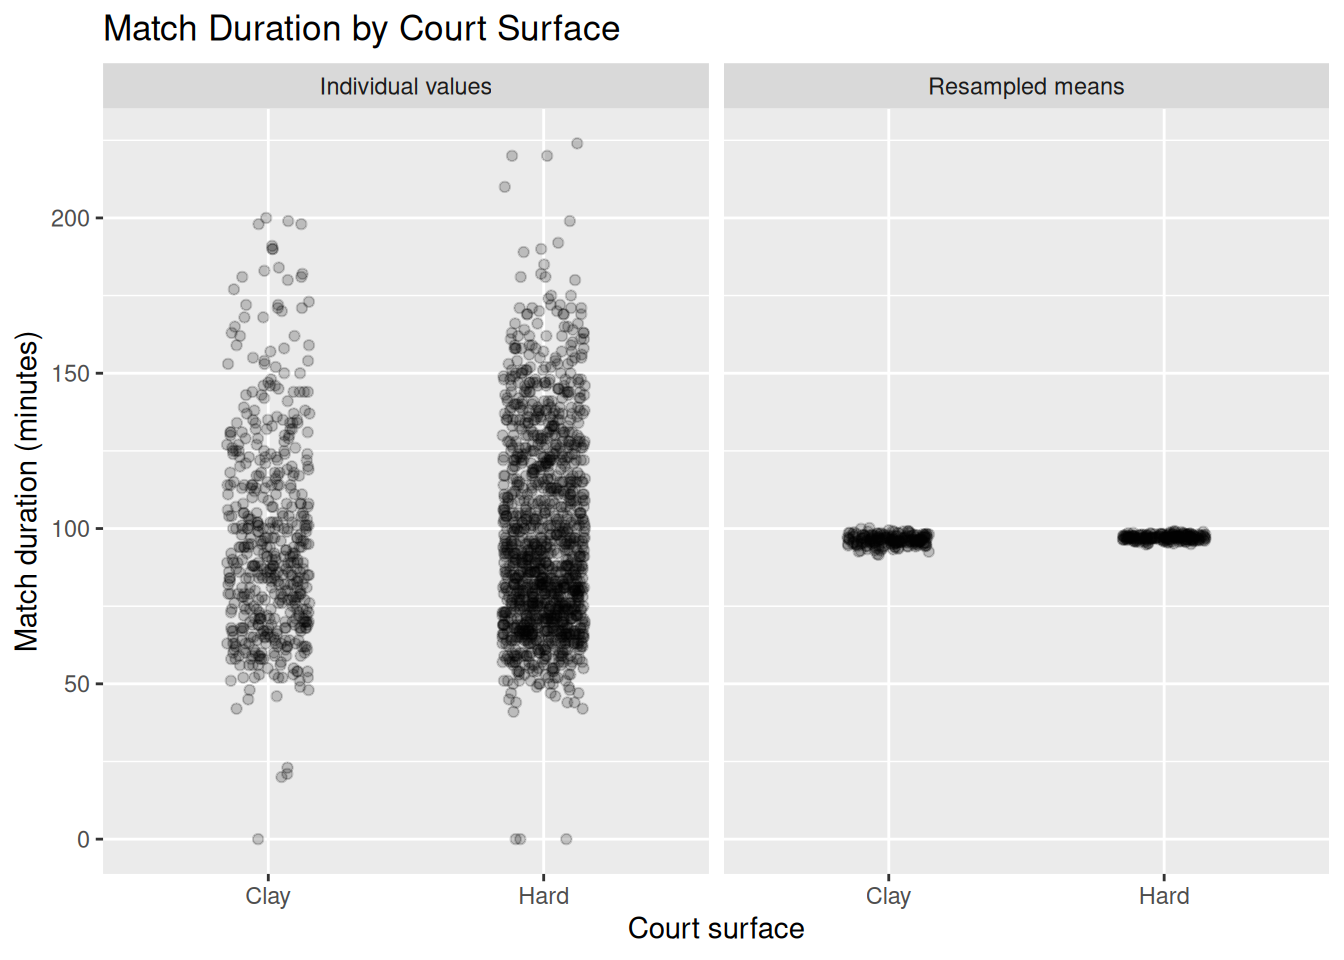 Match Duration by Court Surface
Individual values
Resampled means
Match duration (minutes)
200
150
100
50
0
Clay
Hard
Clay
Hard
Court surface